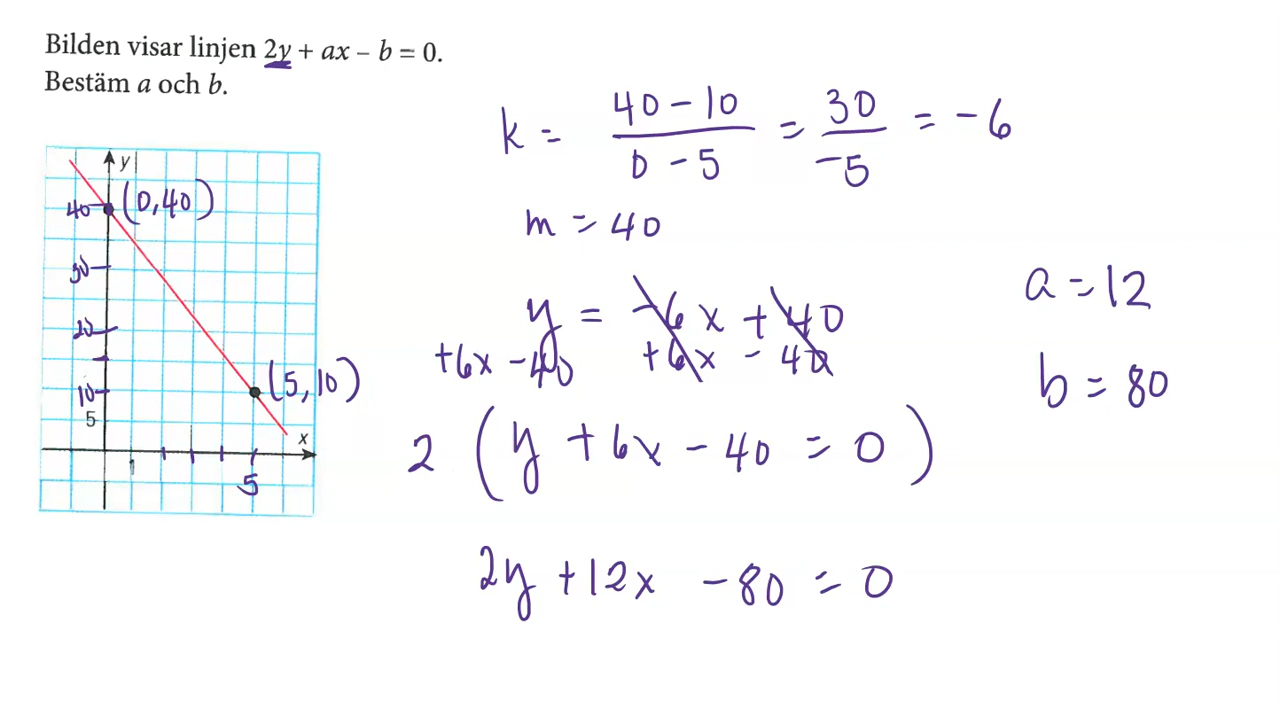 Bilden visar linjen 2y + ax – b = 0.
Bestäm a och b.
k = (40 - 10)/(0 - 5) = 30/-5 = -6
m = 40
y = -6x + 40
+6x - 40 +6x - 40
2 (y + 6x - 40 = 0)
2y + 12x - 80 = 0
a = 12
b = 80
y
40 (0,40)
30
20
10 (5,10)
5
x
1
5